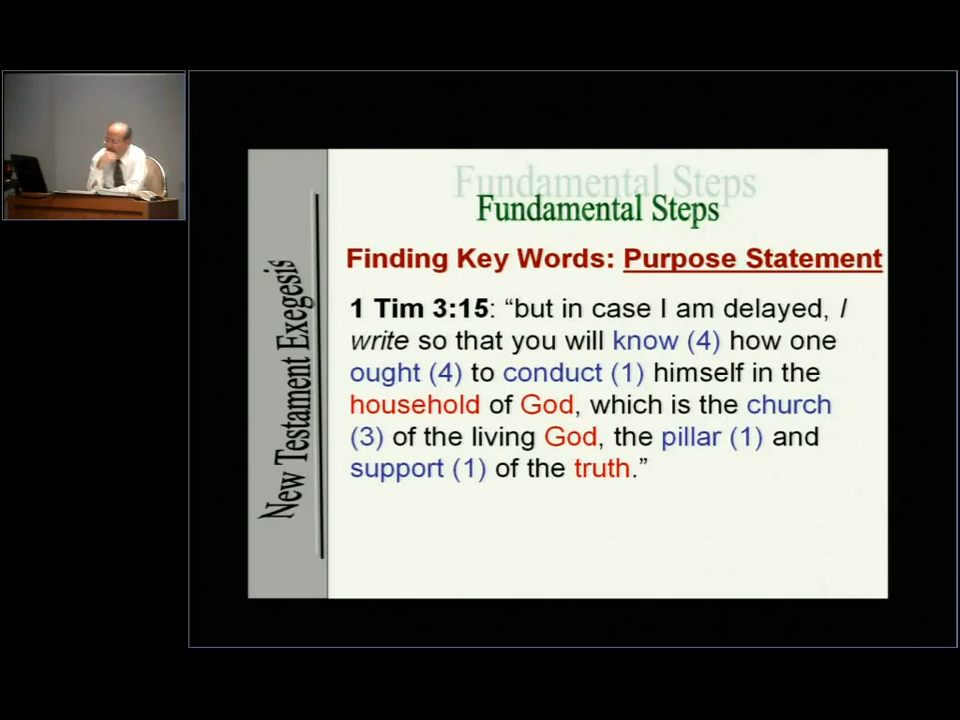 Fundamental Steps
Fundamental Steps
Finding Key Words: Purpose Statement
1 Tim 3:15: “but in case I am delayed, I
write so that you will know (4) how one
ought (4) to conduct (1) himself in the
household of God, which is the church
(3) of the living God, the pillar (1) and
support (1) of the truth.”
New Testament Exegesis